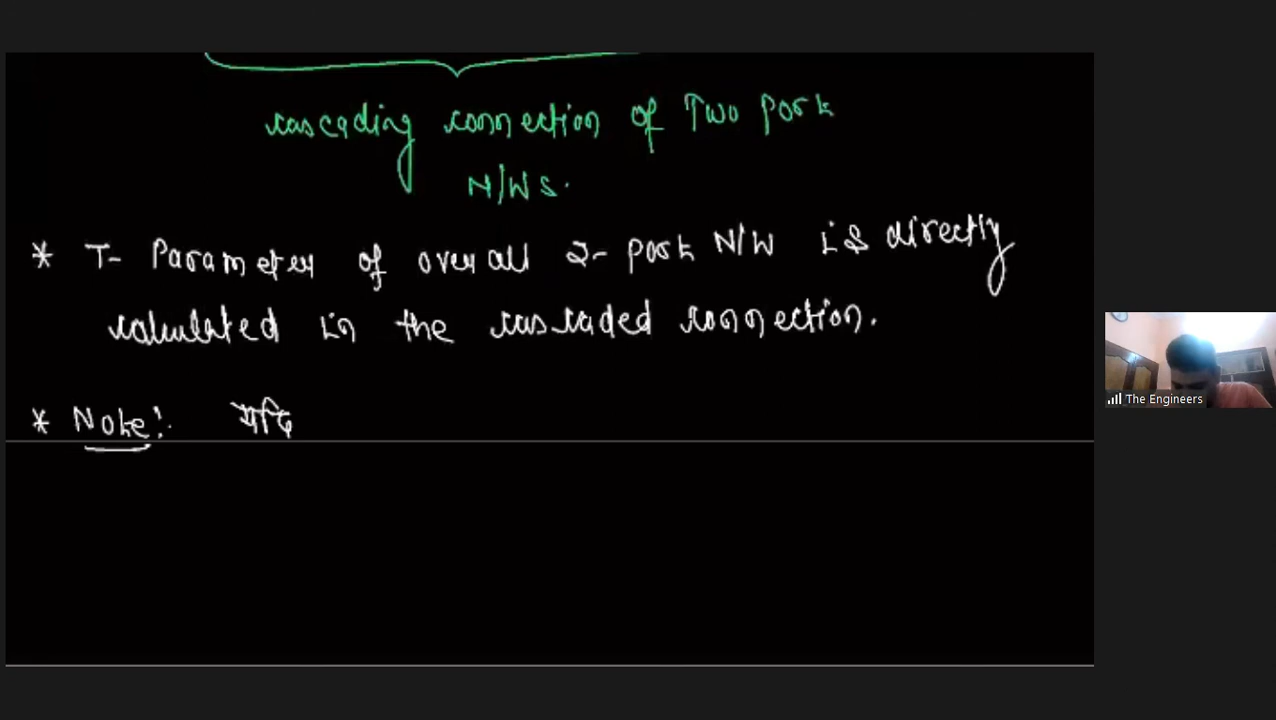 cascading connection of Two port
N/WS.
* T- Parameter of overall 2- port N/W is directly
calculated in the cascaded connection.
* Note:- यदि
The Engineers